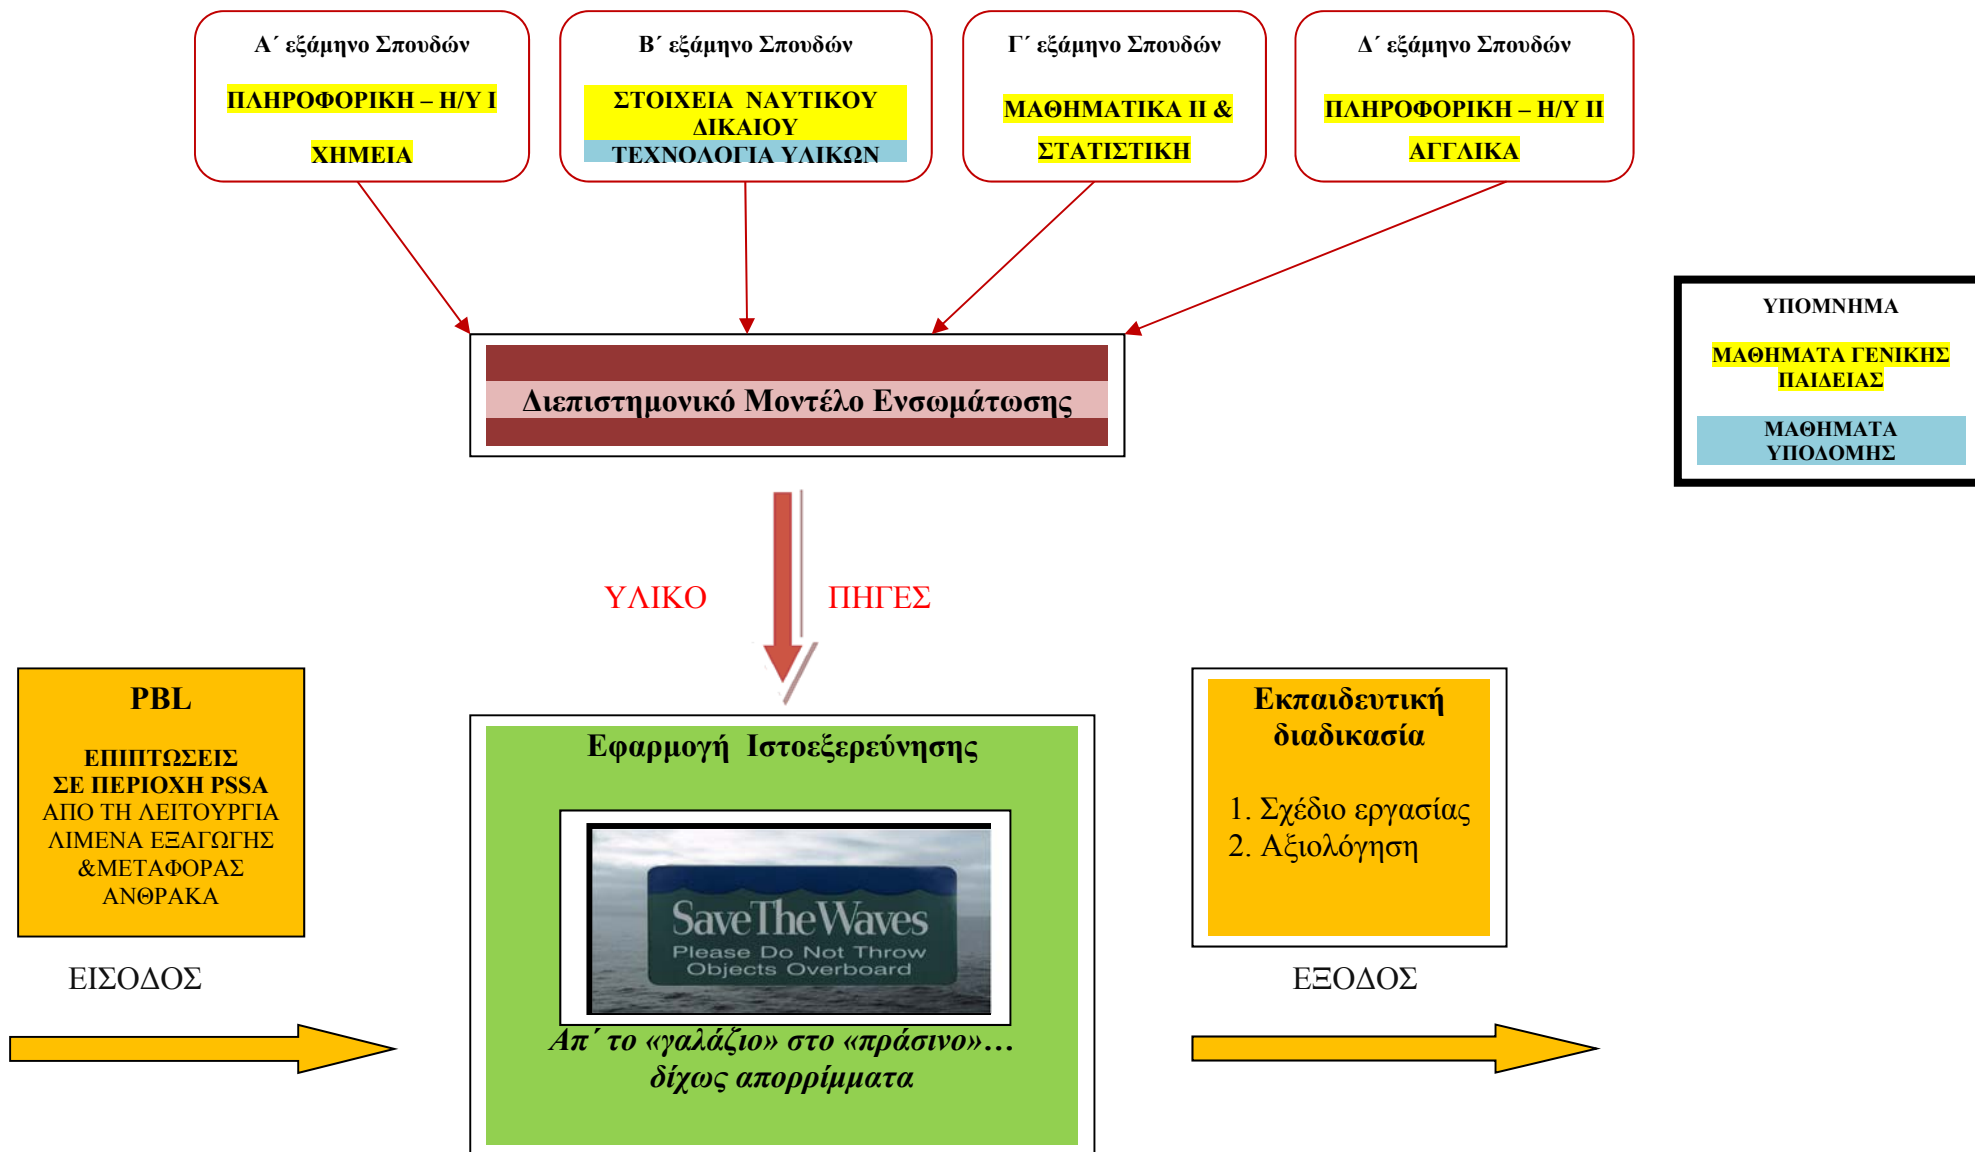 Α΄ εξάμηνο Σπουδών
ΠΛΗΡΟΦΟΡΙΚΗ – Η/Υ Ι
ΧΗΜΕΙΑ
Β΄ εξάμηνο Σπουδών
ΣΤΟΙΧΕΙΑ ΝΑΥΤΙΚΟΥ
ΔΙΚΑΙΟΥ
ΤΕΧΝΟΛΟΓΙΑ ΥΛΙΚΩΝ
Γ΄ εξάμηνο Σπουδών
ΜΑΘΗΜΑΤΙΚΑ ΙΙ &
ΣΤΑΤΙΣΤΙΚΗ
Δ΄ εξάμηνο Σπουδών
ΠΛΗΡΟΦΟΡΙΚΗ – Η/Υ ΙΙ
ΑΓΓΛΙΚΑ
Διεπιστημονικό Μοντέλο Ενσωμάτωσης
ΥΠΟΜΝΗΜΑ
ΜΑΘΗΜΑΤΑ ΓΕΝΙΚΗΣ
ΠΑΙΔΕΙΑΣ
ΜΑΘΗΜΑΤΑ
ΥΠΟΔΟΜΗΣ
ΥΛΙΚΟ
ΠΗΓΕΣ
PBL
ΕΠΙΠΤΩΣΕΙΣ
ΣΕ ΠΕΡΙΟΧΗ PSSA
ΑΠΟ ΤΗ ΛΕΙΤΟΥΡΓΙΑ
ΛΙΜΕΝΑ ΕΞΑΓΩΓΗΣ
&ΜΕΤΑΦΟΡΑΣ
ΑΝΘΡΑΚΑ
ΕΙΣΟΔΟΣ
Εφαρμογή Ιστοεξερεύνησης
SaveTheWaves
Please Do Not Throw
Objects Overboard
Απ΄ το «γαλάζιο» στο «πράσινο»…
δίχως απορρίμματα
Εκπαιδευτική
διαδικασία
1. Σχέδιο εργασίας
2. Αξιολόγηση
ΕΞΟΔΟΣ